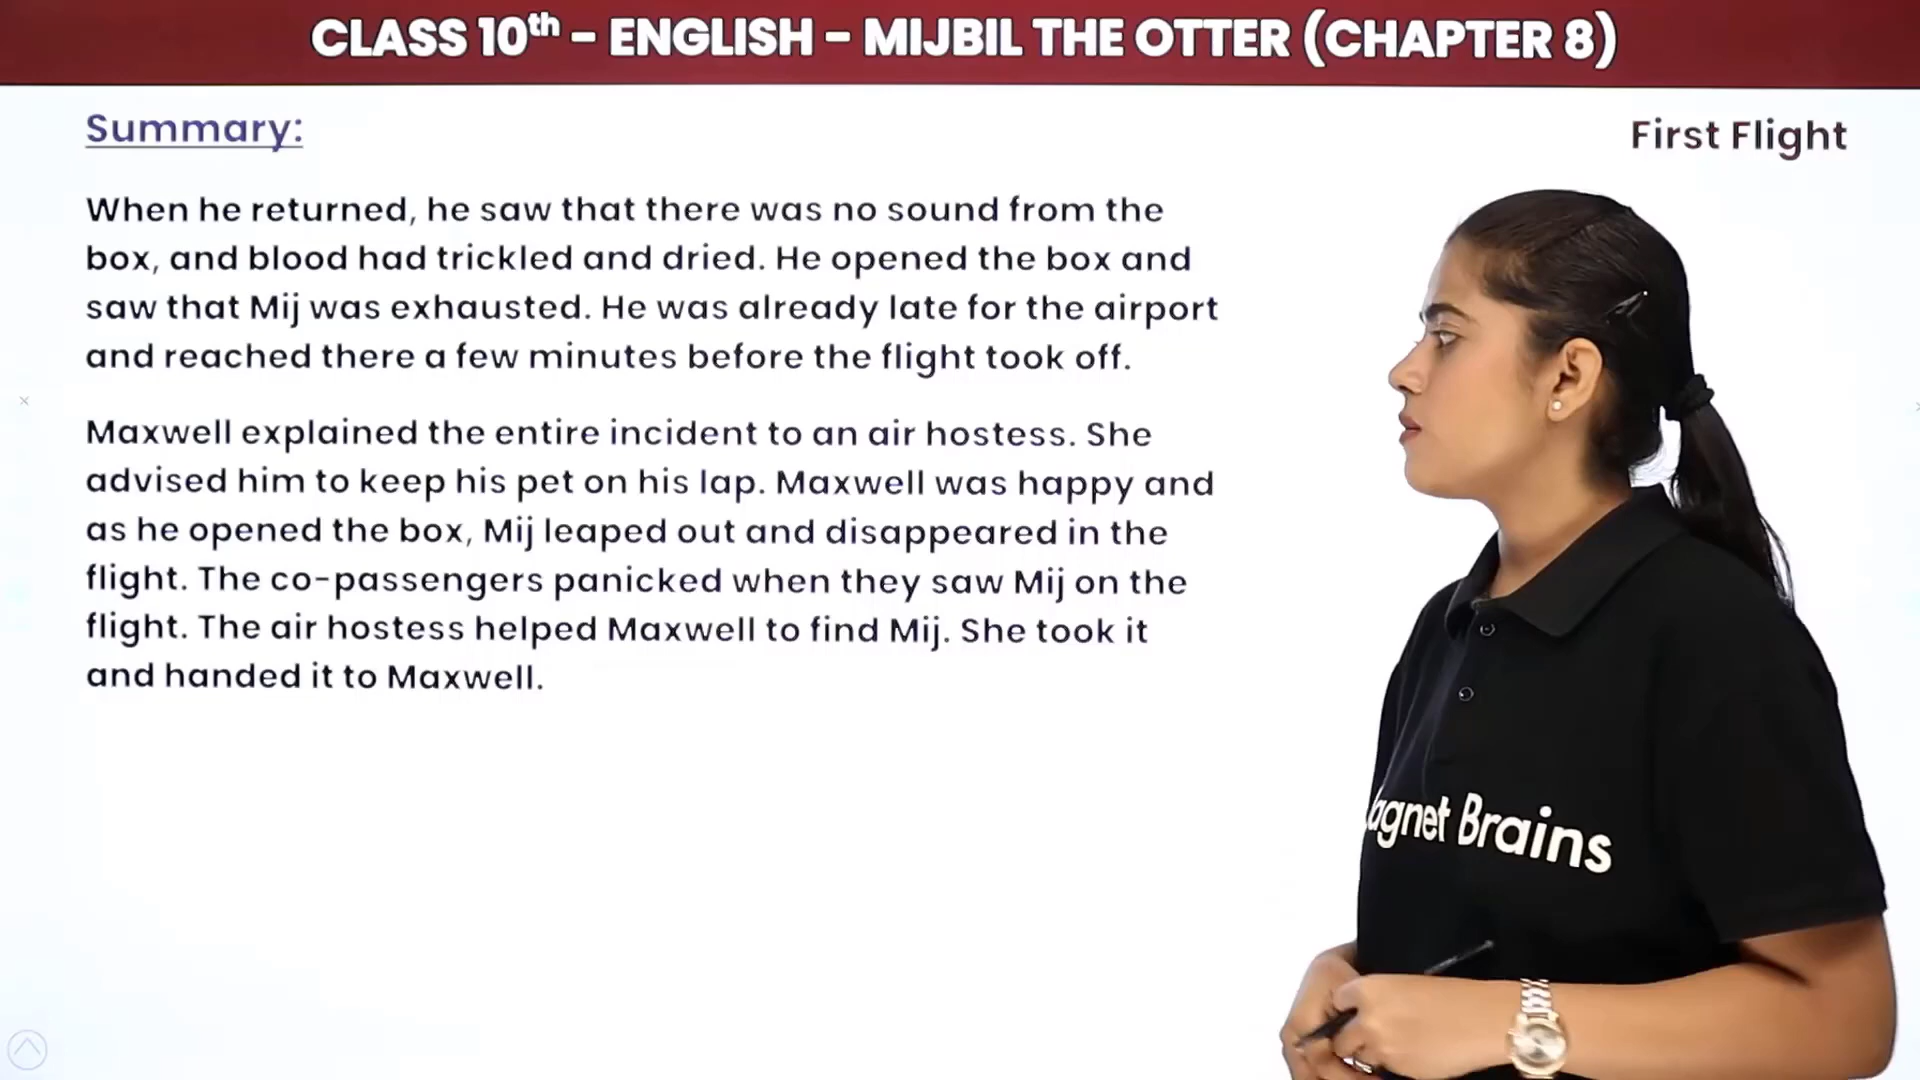 CLASS 10th - ENGLISH - MIJBIL THE OTTER (CHAPTER 8)
Summary:
First Flight
When he returned, he saw that there was no sound from the
box, and blood had trickled and dried. He opened the box and
saw that Mij was exhausted. He was already late for the airport
and reached there a few minutes before the flight took off.
Maxwell explained the entire incident to an air hostess. She
advised him to keep his pet on his lap. Maxwell was happy and
as he opened the box, Mij leaped out and disappeared in the
flight. The co-passengers panicked when they saw Mij on the
flight. The air hostess helped Maxwell to find Mij. She took it
and handed it to Maxwell.
agnet Brains